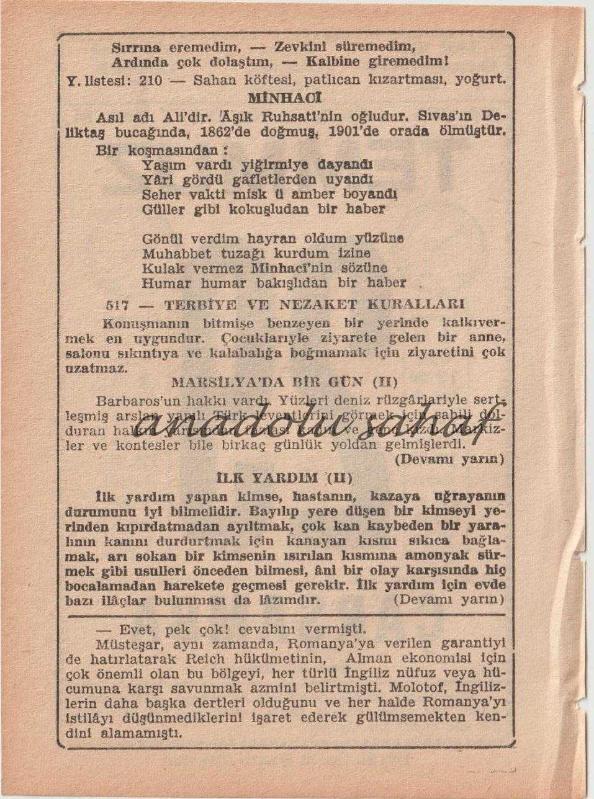 Sırrına eremedim, — Zevkini süremedim,
Ardında çok dolaştım, — Kalbine giremedim!
Y. listesi: 210 — Sahan köftesi, patlıcan kızartması, yoğurt.
MİNHACİ
Asıl adı Ali'dir. Âşık Ruhsati'nin oğludur. Sıvas'ın De-
liktaş bucağında, 1862'de doğmuş, 1901'de orada ölmüştür.
Bir koşmasından:
Yaşım vardı yiğirmiye dayandı
Yâri gördü gafletlerden uyandı
Seher vakti misk ü amber boyandı
Güller gibi kokuşludan bir haber
Gönül verdim hayran oldum yüzüne
Muhabbet tuzağı kurdum izine
Kulak vermez Minhaci'nin sözüne
Humar humar bakışlıdan bir haber
517 — TERBİYE VE NEZAKET KURALLARI
Konuşmanın bitmişe benzeyen bir yerinde kalkıver-
mek en uygundur. Çocuklarıyle ziyarete gelen bir anne,
salonu sıkıntıya ve kalabalığa boğmamak için ziyaretini çok
uzatmaz.
MARSİLYA'DA BİR GÜN (II)
Barbaros'un hakkı vardı. Yüzleri deniz rüzgârlariyle sert-
leşmiş arslan yapılı Türk leventlerini görmek için sahili dol-
duran halkın
ler ve kontesler bile birkaç günlük yoldan gelmişlerdi.
anadolu sahaf
(Devamı yarın)
İLK YARDIM (II)
İlk yardım yapan kimse, hastanın, kazaya uğrayanın
durumunu iyi bilmelidir. Bayılıp yere düşen bir kimseyi ye-
rinden kıpırdatmadan ayıltmak, çok kan kaybeden bir yara-
lının kanını durdurtmak için kanayan kısmı sıkıca bağla-
mak, arı sokan bir kimsenin ısırılan kısmına amonyak sür-
mek gibi usulleri önceden bilmesi, âni bir olay karşısında hiç
bocalamadan harekete geçmesi gerekir. İlk yardım için evde
bazı ilâçlar bulunması da lâzımdır. (Devamı yarın)
— Evet, pek çok! cevabını vermişti.
Müsteşar, aynı zamanda, Romanya'ya verilen garantiyi
de hatırlatarak Reich hükümetinin, Alman ekonomisi için
çok önemli olan bu bölgeyi, her türlü İngiliz nüfuz veya hü-
cumuna karşı savunmak azmini belirtmişti. Molotof, İngiliz-
lerin daha başka dertleri olduğunu ve her halde Romanya'yı
istilâyı düşünmediklerini işaret ederek gülümsemekten ken-
dini alamamıştı.